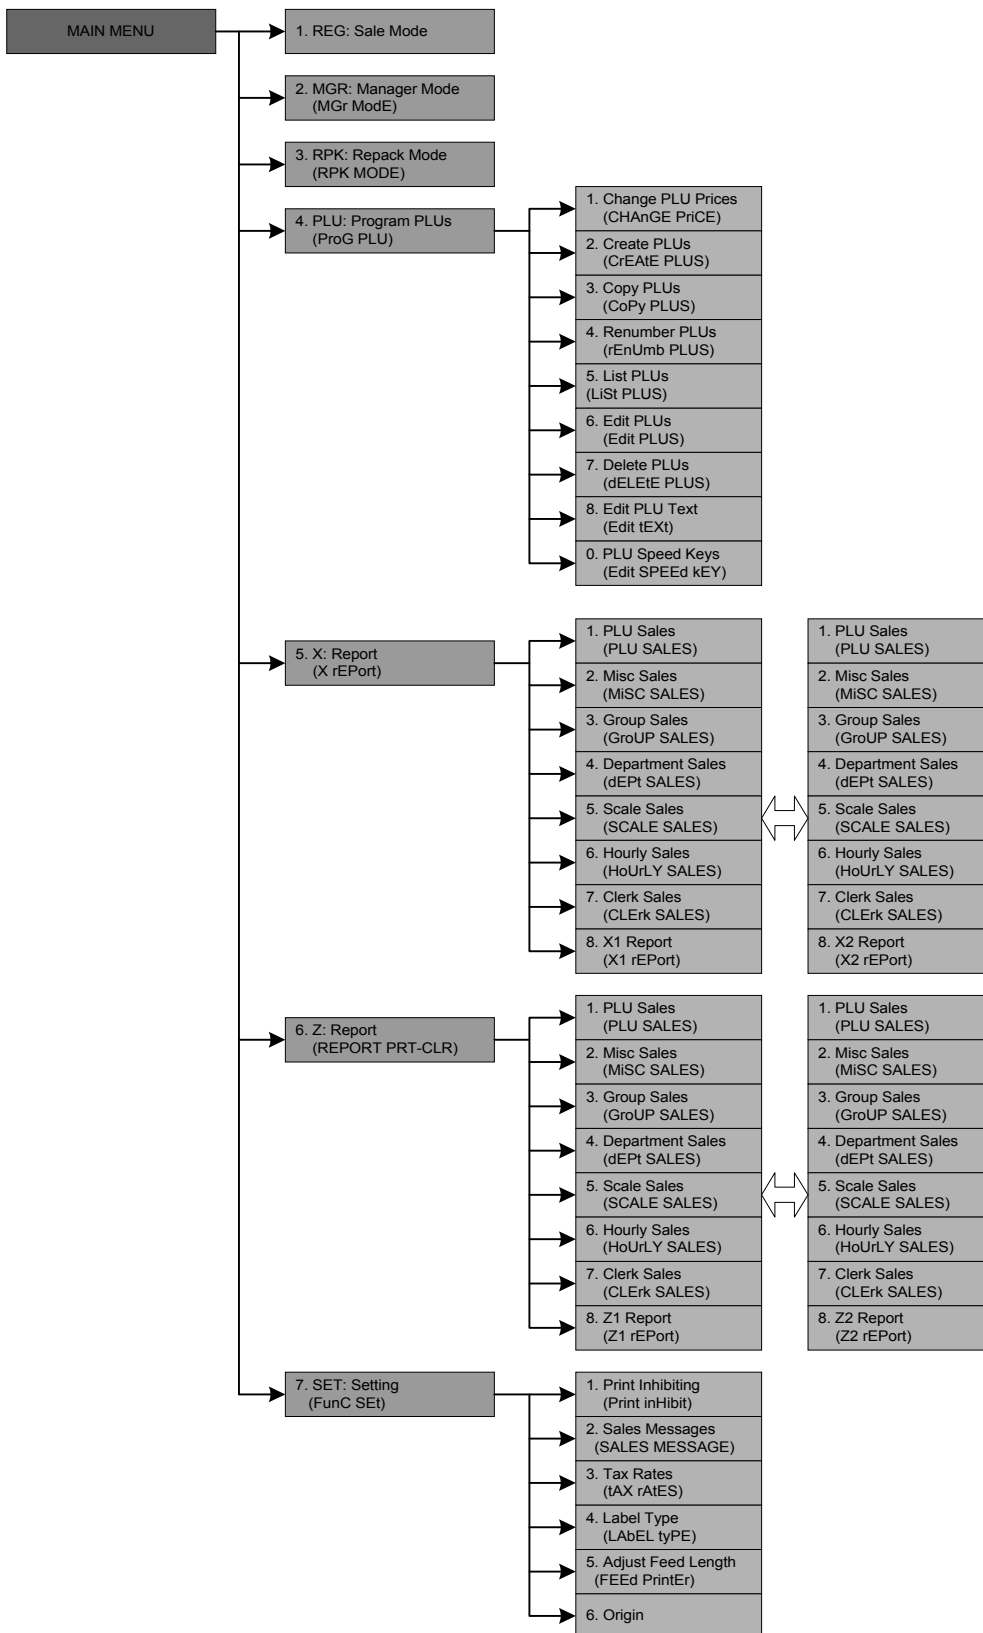 MAIN MENU
1. REG: Sale Mode
2. MGR: Manager Mode
(MGr ModE)
3. RPK: Repack Mode
(RPK MODE)
4. PLU: Program PLUs
(ProG PLU)
1. Change PLU Prices
(CHAnGE PriCE)
2. Create PLUs
(CrEAtE PLUS)
3. Copy PLUs
(CoPy PLUS)
4. Renumber PLUs
(rEnUmb PLUS)
5. List PLUs
(LiSt PLUS)
6. Edit PLUs
(Edit PLUS)
7. Delete PLUs
(dELEtE PLUS)
8. Edit PLU Text
(Edit tEXt)
0. PLU Speed Keys
(Edit SPEEd kEY)
5. X: Report
(X rEPort)
1. PLU Sales
(PLU SALES)
2. Misc Sales
(MiSC SALES)
3. Group Sales
(GroUP SALES)
4. Department Sales
(dEPt SALES)
5. Scale Sales
(SCALE SALES)
6. Hourly Sales
(HoUrLY SALES)
7. Clerk Sales
(CLErk SALES)
8. X1 Report
(X1 rEPort)
1. PLU Sales
(PLU SALES)
2. Misc Sales
(MiSC SALES)
3. Group Sales
(GroUP SALES)
4. Department Sales
(dEPt SALES)
5. Scale Sales
(SCALE SALES)
6. Hourly Sales
(HoUrLY SALES)
7. Clerk Sales
(CLErk SALES)
8. X2 Report
(X2 rEPort)
6. Z: Report
(REPORT PRT-CLR)
1. PLU Sales
(PLU SALES)
2. Misc Sales
(MiSC SALES)
3. Group Sales
(GroUP SALES)
4. Department Sales
(dEPt SALES)
5. Scale Sales
(SCALE SALES)
6. Hourly Sales
(HoUrLY SALES)
7. Clerk Sales
(CLErk SALES)
8. Z1 Report
(Z1 rEPort)
1. PLU Sales
(PLU SALES)
2. Misc Sales
(MiSC SALES)
3. Group Sales
(GroUP SALES)
4. Department Sales
(dEPt SALES)
5. Scale Sales
(SCALE SALES)
6. Hourly Sales
(HoUrLY SALES)
7. Clerk Sales
(CLErk SALES)
8. Z2 Report
(Z2 rEPort)
7. SET: Setting
(FunC SEt)
1. Print Inhibiting
(Print inHibit)
2. Sales Messages
(SALES MESSAGE)
3. Tax Rates
(tAX rAtES)
4. Label Type
(LAbEL tyPE)
5. Adjust Feed Length
(FEEd PrintEr)
6. Origin